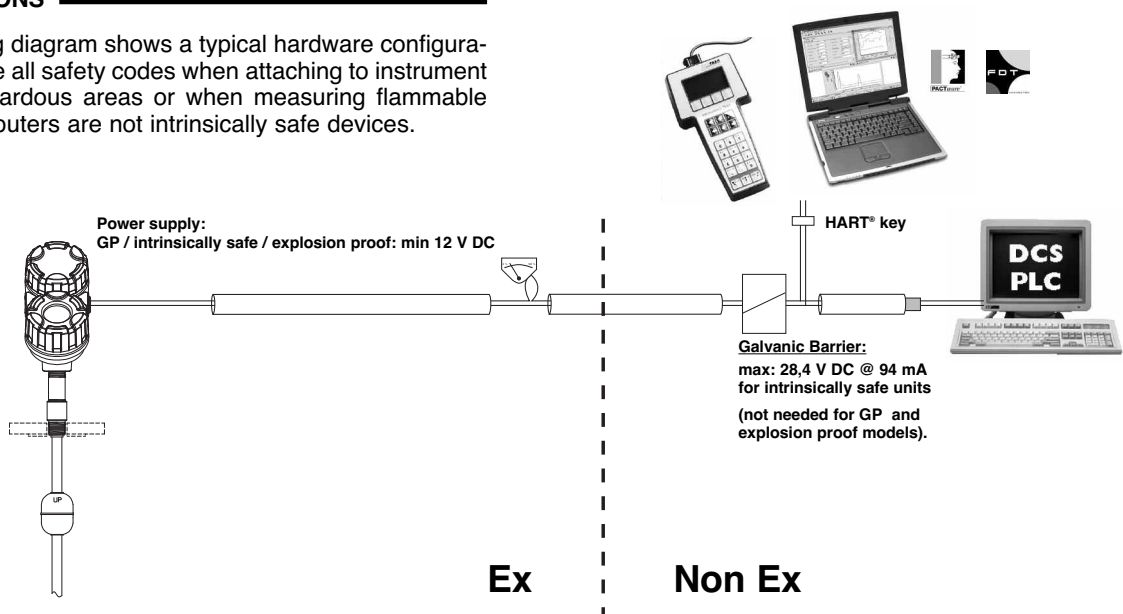 ONS
g diagram shows a typical hardware configura-
e all safety codes when attaching to instrument
ardous areas or when measuring flammable
outers are not intrinsically safe devices.
PACTware
FDT
Power supply:
GP / intrinsically safe / explosion proof: min 12 V DC
HART® key
DCS
PLC
Galvanic Barrier:
max: 28,4 V DC @ 94 mA
for intrinsically safe units
(not needed for GP and
explosion proof models).
UP
Ex
Non Ex